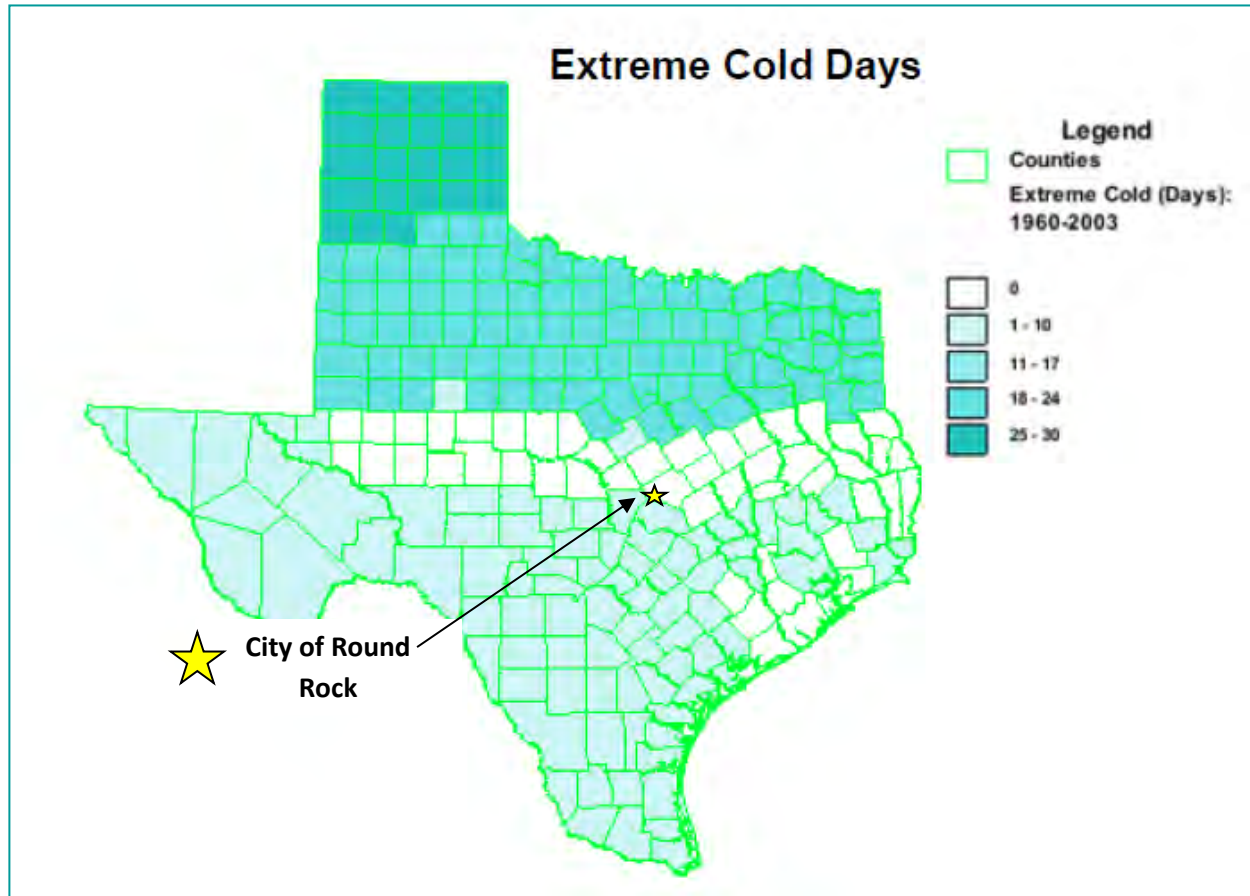 Extreme Cold Days
Legend
Counties
Extreme Cold (Days):
1960-2003
0
1 - 10
11 - 17
18 - 24
25 - 30
City of Round
Rock